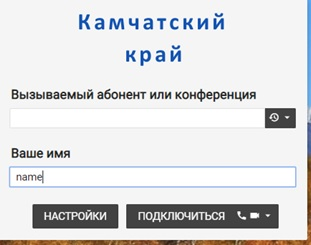 Камчатский
край
Вызываемый абонент или конференция
Ваше имя
name
НАСТРОЙКИ ПОДКЛЮЧИТЬСЯ